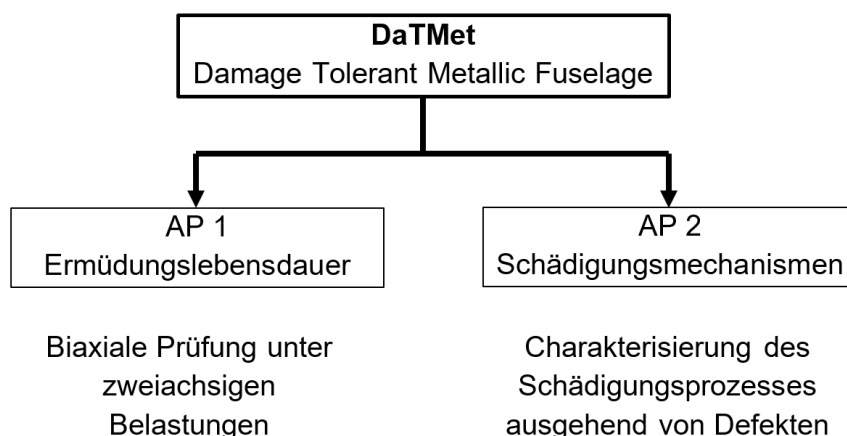 DaTMet
Damage Tolerant Metallic Fuselage
AP 1
Ermüdungslebensdauer
AP 2
Schädigungsmechanismen
Biaxiale Prüfung unter
zweiachsigen
Belastungen
Charakterisierung des
Schädigungsprozesses
ausgehend von Defekten